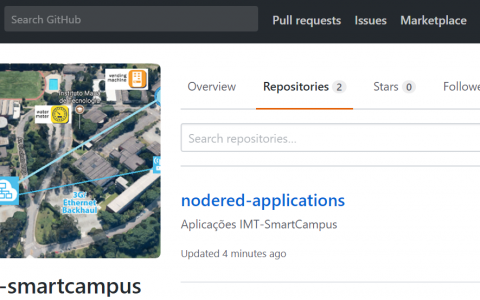 Search GitHub
Pull requests Issues Marketplace
Overview Repositories 2 Stars 0 Followe
vending machine
Instituto
de Tecnologia
water meter
Search repositories...
nodered-applications
3G/
Ethernet
Backhaul
Aplicações IMT-SmartCampus
Updated 4 minutes ago
-smartcampus